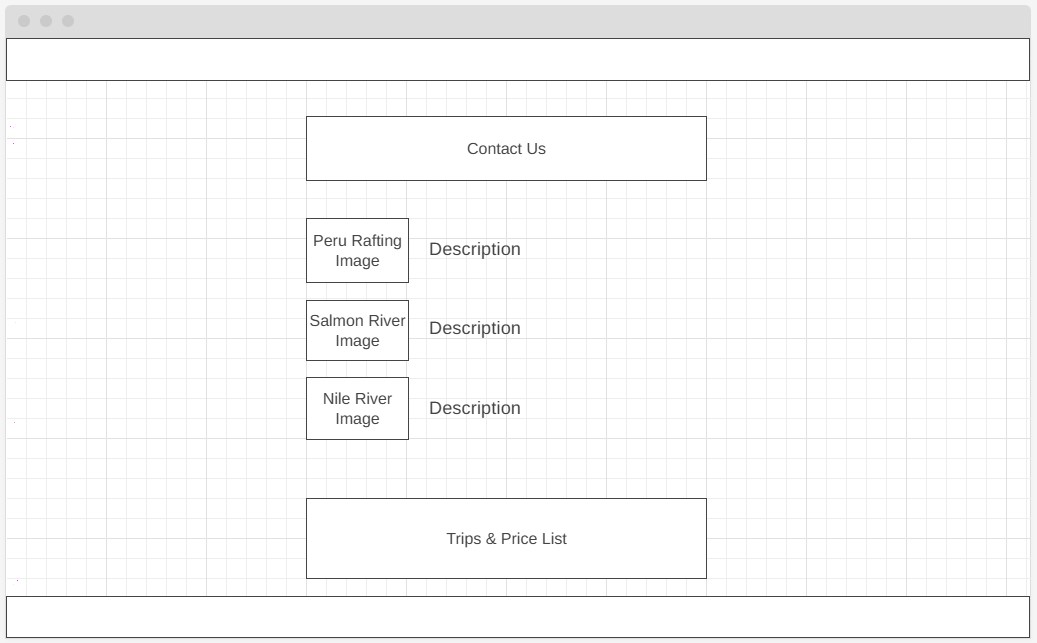 Contact Us
Peru Rafting
Image
Description
Salmon River
Image
Description
Nile River
Image
Description
Trips & Price List